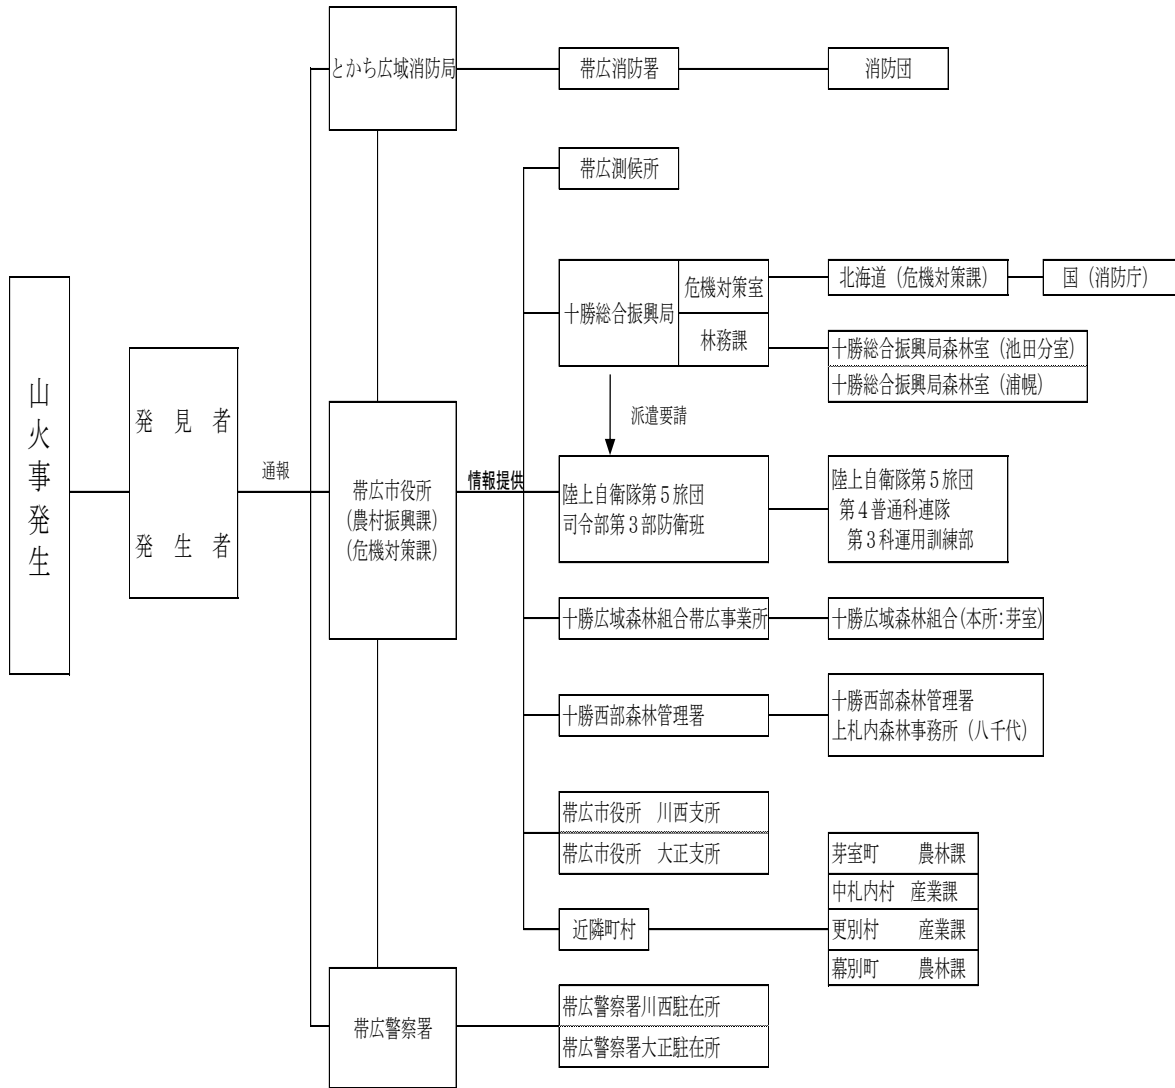 とかち広域消防局
帯広消防署
消防団
帯広測候所
山火事発生
発　見　者
発　生　者
通報
帯広市役所
(農村振興課)
(危機対策課)
情報提供
十勝総合振興局
危機対策室
林務課
北海道（危機対策課）
国（消防庁）
十勝総合振興局森林室（池田分室）
十勝総合振興局森林室（浦幌）
派遣要請
陸上自衛隊第５旅団
司令部第３部防衛班
陸上自衛隊第５旅団
第４普通科連隊
第３科運用訓練部
十勝広域森林組合帯広事業所
十勝広域森林組合(本所：芽室)
十勝西部森林管理署
十勝西部森林管理署
上札内森林事務所（八千代）
帯広市役所　川西支所
帯広市役所　大正支所
近隣町村
芽室町　　農林課
中札内村　産業課
更別村　　産業課
幕別町　　農林課
帯広警察署
帯広警察署川西駐在所
帯広警察署大正駐在所